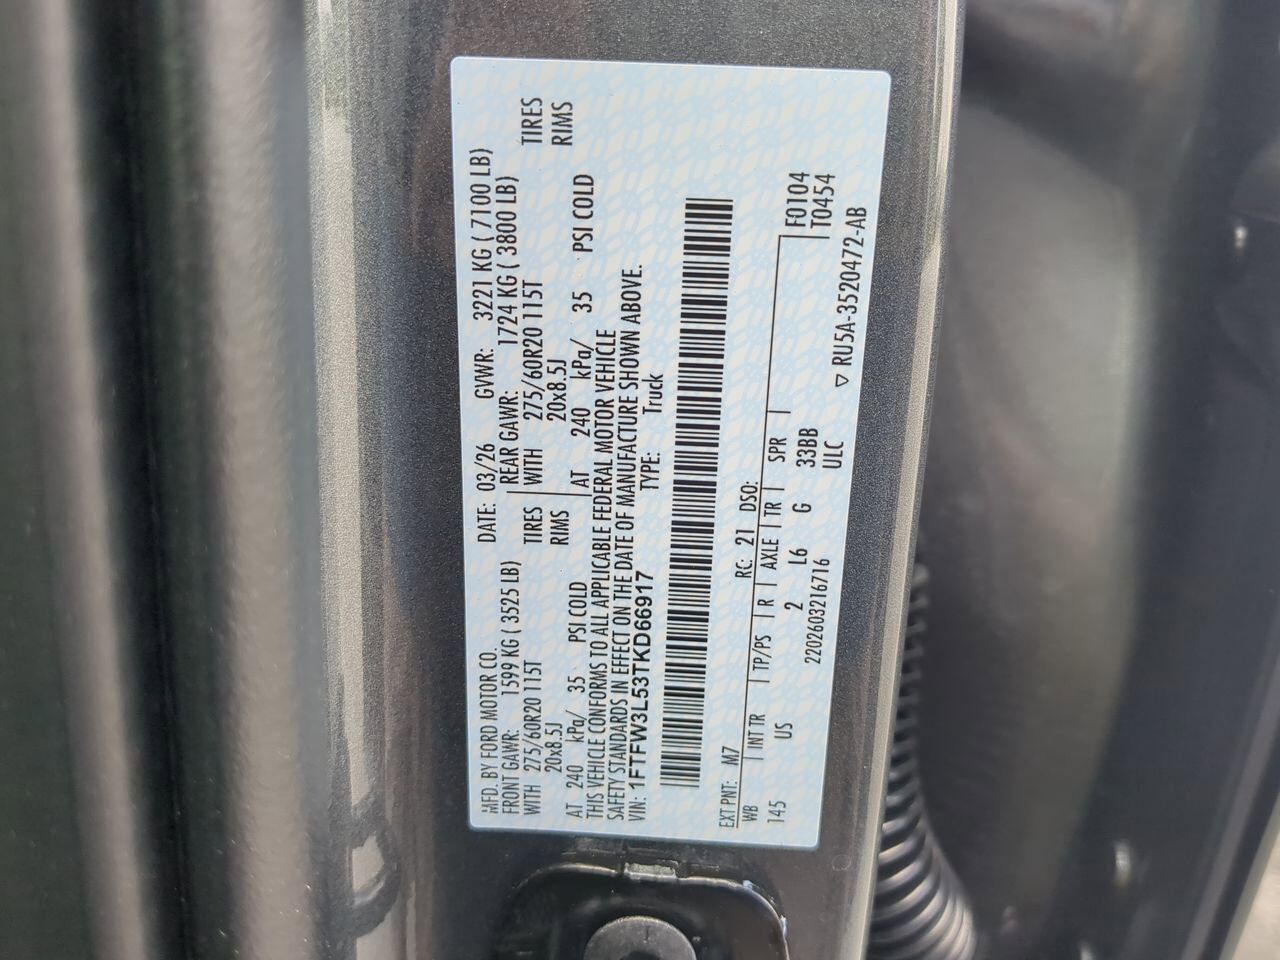 MFD. BY FORD MOTOR CO. DATE: 03/26 GVWR: 3221 KG ( 7100 LB)
FRONT GAWR: 1599 KG ( 3525 LB) REAR GAWR: 1724 KG ( 3800 LB)
WITH 275/60R20 115T TIRES WITH 275/60R20 115T TIRES
20x8.5J RIMS 20x8.5J RIMS
AT 240 kPa/ 35 PSI COLD AT 240 kPa/ 35 PSI COLD
THIS VEHICLE CONFORMS TO ALL APPLICABLE FEDERAL MOTOR VEHICLE
SAFETY STANDARDS IN EFFECT ON THE DATE OF MANUFACTURE SHOWN ABOVE.
VIN: 1FTFW3L53TKD66917 TYPE: Truck
EXT PNT: M7 RC: 21 DSO:
WB INT TR TP/PS R AXLE TR SPR F0104
145 US 2 L6 G 33BB T0454
2202603216716 ULC
▽ RU5A-3520472-AB